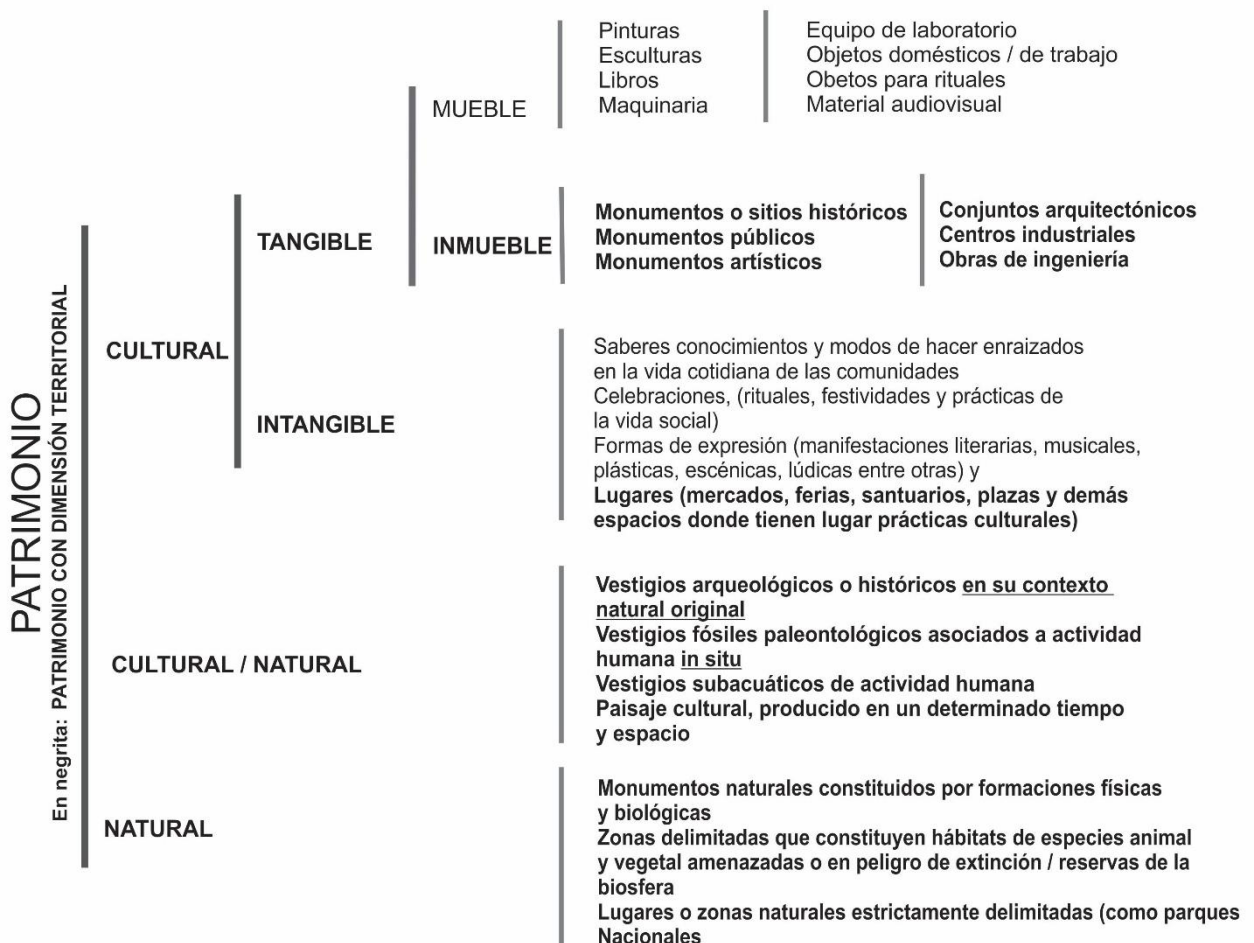 PATRIMONIO
En negrita: PATRIMONIO CON DIMENSIÓN TERRITORIAL
CULTURAL
TANGIBLE
MUEBLE
Pinturas
Esculturas
Libros
Maquinaria
Equipo de laboratorio
Objetos domésticos / de trabajo
Obetos para rituales
Material audiovisual
INMUEBLE
Monumentos o sitios históricos
Monumentos públicos
Monumentos artísticos
Conjuntos arquitectónicos
Centros industriales
Obras de ingeniería
INTANGIBLE
Saberes conocimientos y modos de hacer enraizados
en la vida cotidiana de las comunidades
Celebraciones, (rituales, festividades y prácticas de
la vida social)
Formas de expresión (manifestaciones literarias, musicales,
plásticas, escénicas, lúdicas entre otras) y
Lugares (mercados, ferias, santuarios, plazas y demás
espacios donde tienen lugar prácticas culturales)
CULTURAL / NATURAL
Vestigios arqueológicos o históricos en su contexto
natural original
Vestigios fósiles paleontológicos asociados a actividad
humana in situ
Vestigios subacuáticos de actividad humana
Paisaje cultural, producido en un determinado tiempo
y espacio
NATURAL
Monumentos naturales constituidos por formaciones físicas
y biológicas
Zonas delimitadas que constituyen hábitats de especies animal
y vegetal amenazadas o en peligro de extinción / reservas de la
biosfera
Lugares o zonas naturales estrictamente delimitadas (como parques
Nacionales